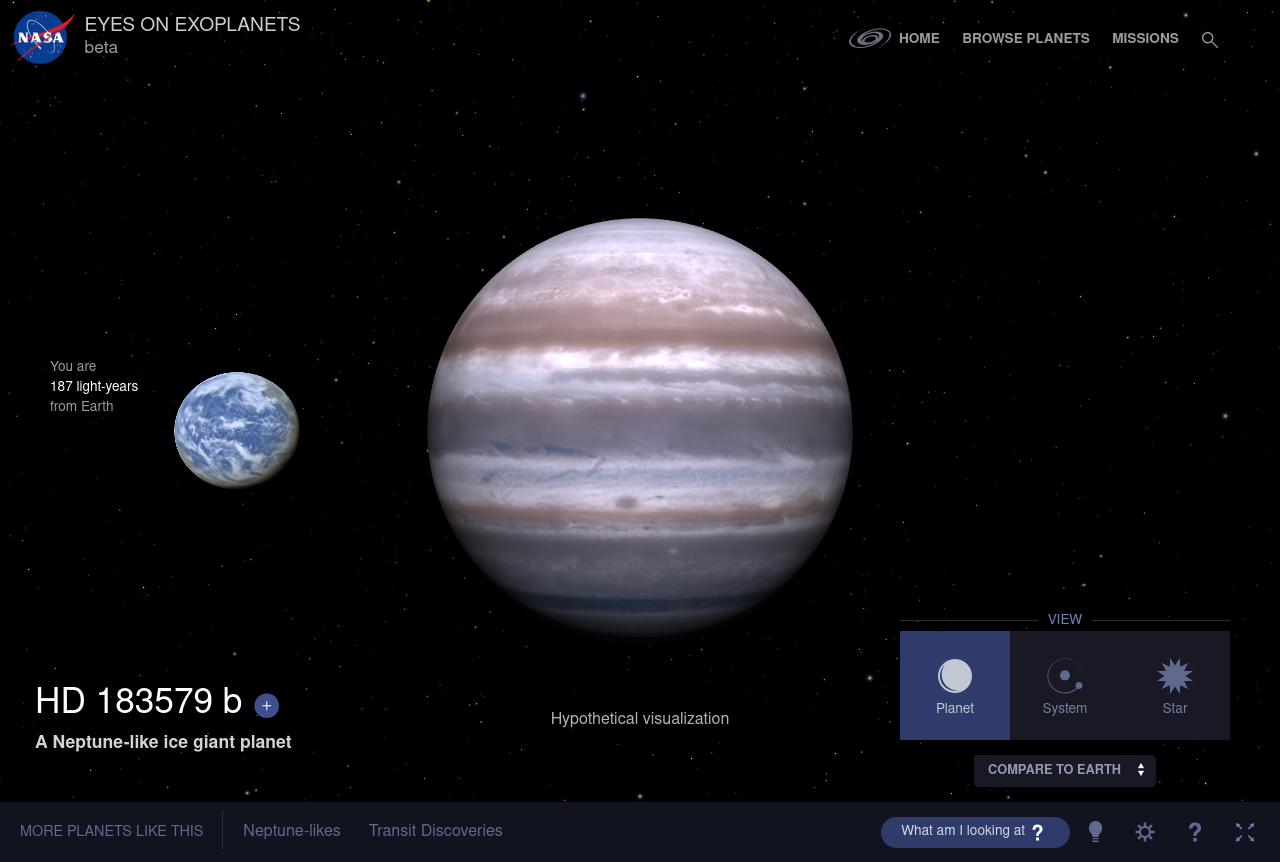 NASA
EYES ON EXOPLANETS
beta
HOME
BROWSE PLANETS
MISSIONS
You are
187 light-years
from Earth
HD 183579 b +
A Neptune-like ice giant planet
Hypothetical visualization
VIEW
Planet
System
Star
COMPARE TO EARTH
MORE PLANETS LIKE THIS
Neptune-likes
Transit Discoveries
What am I looking at ?
?